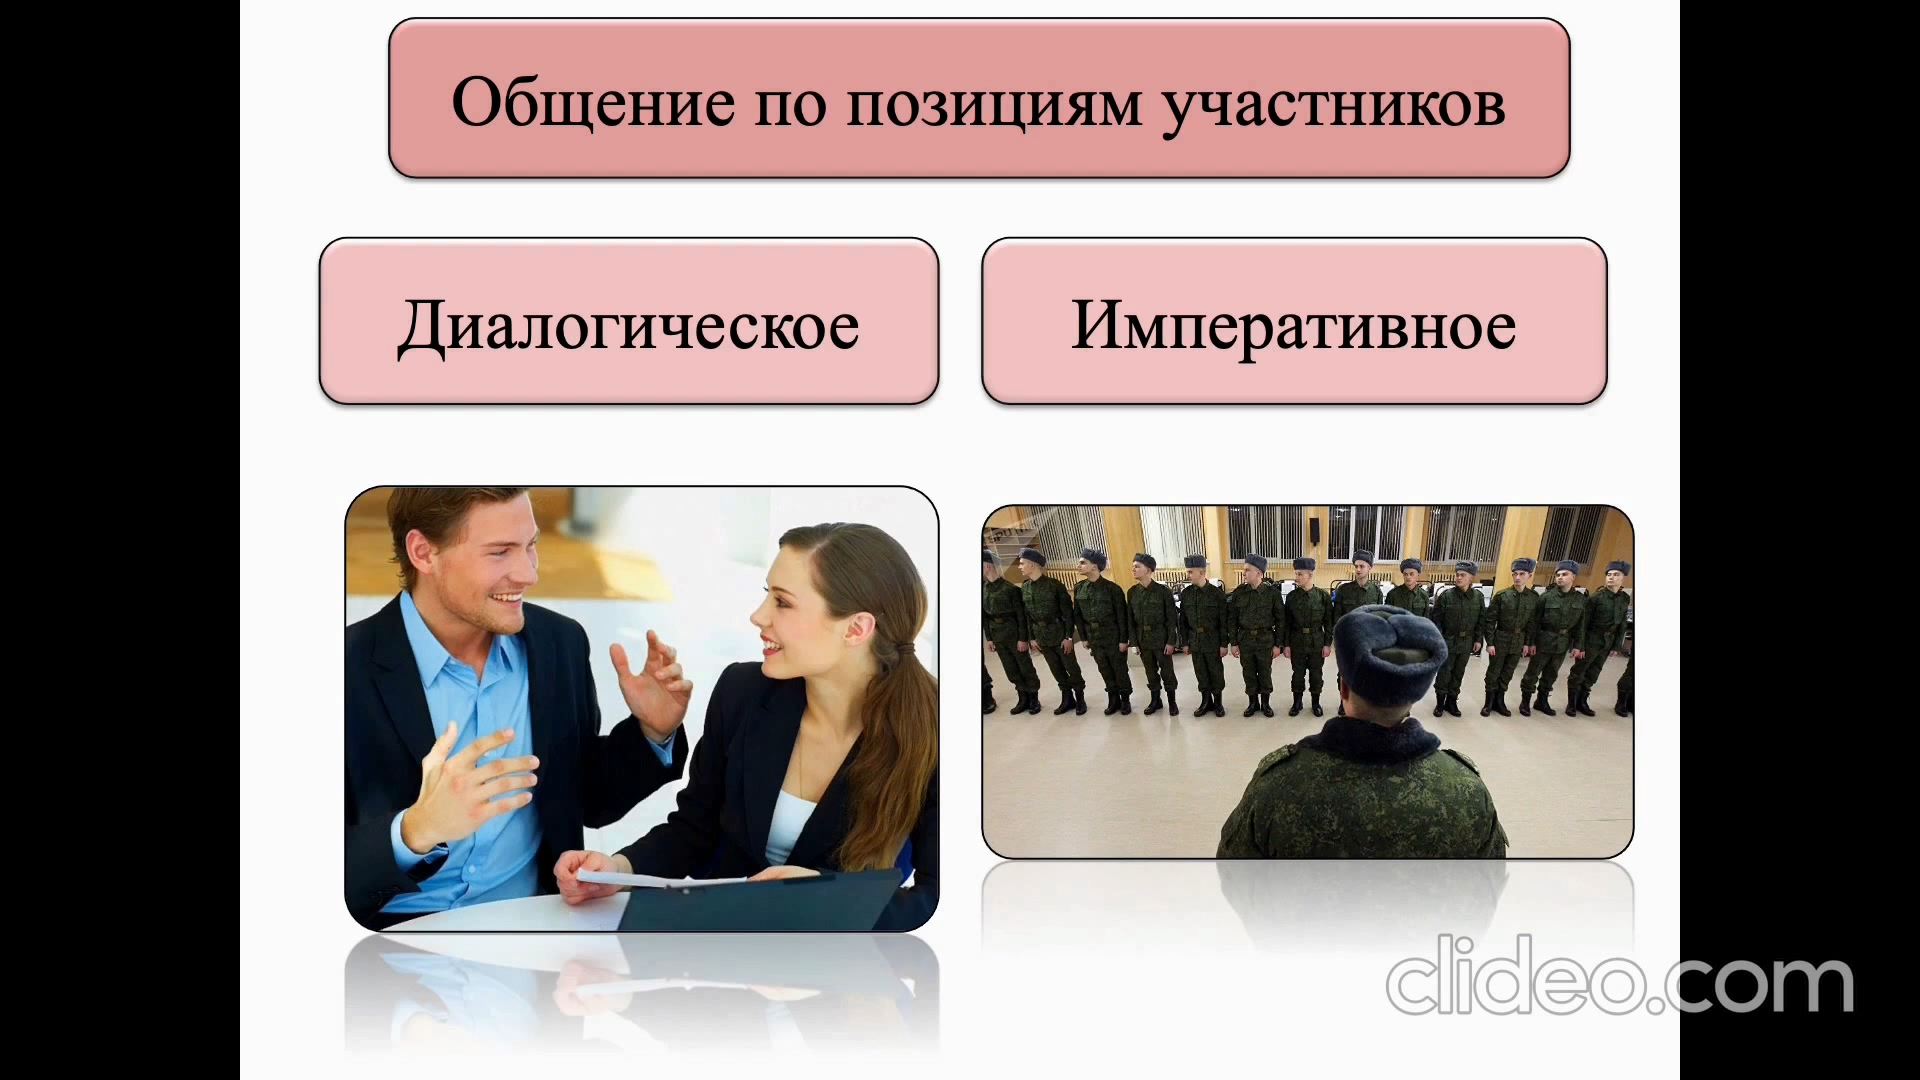 Общение по позициям участников
Диалогическое
Императивное
clideo.com